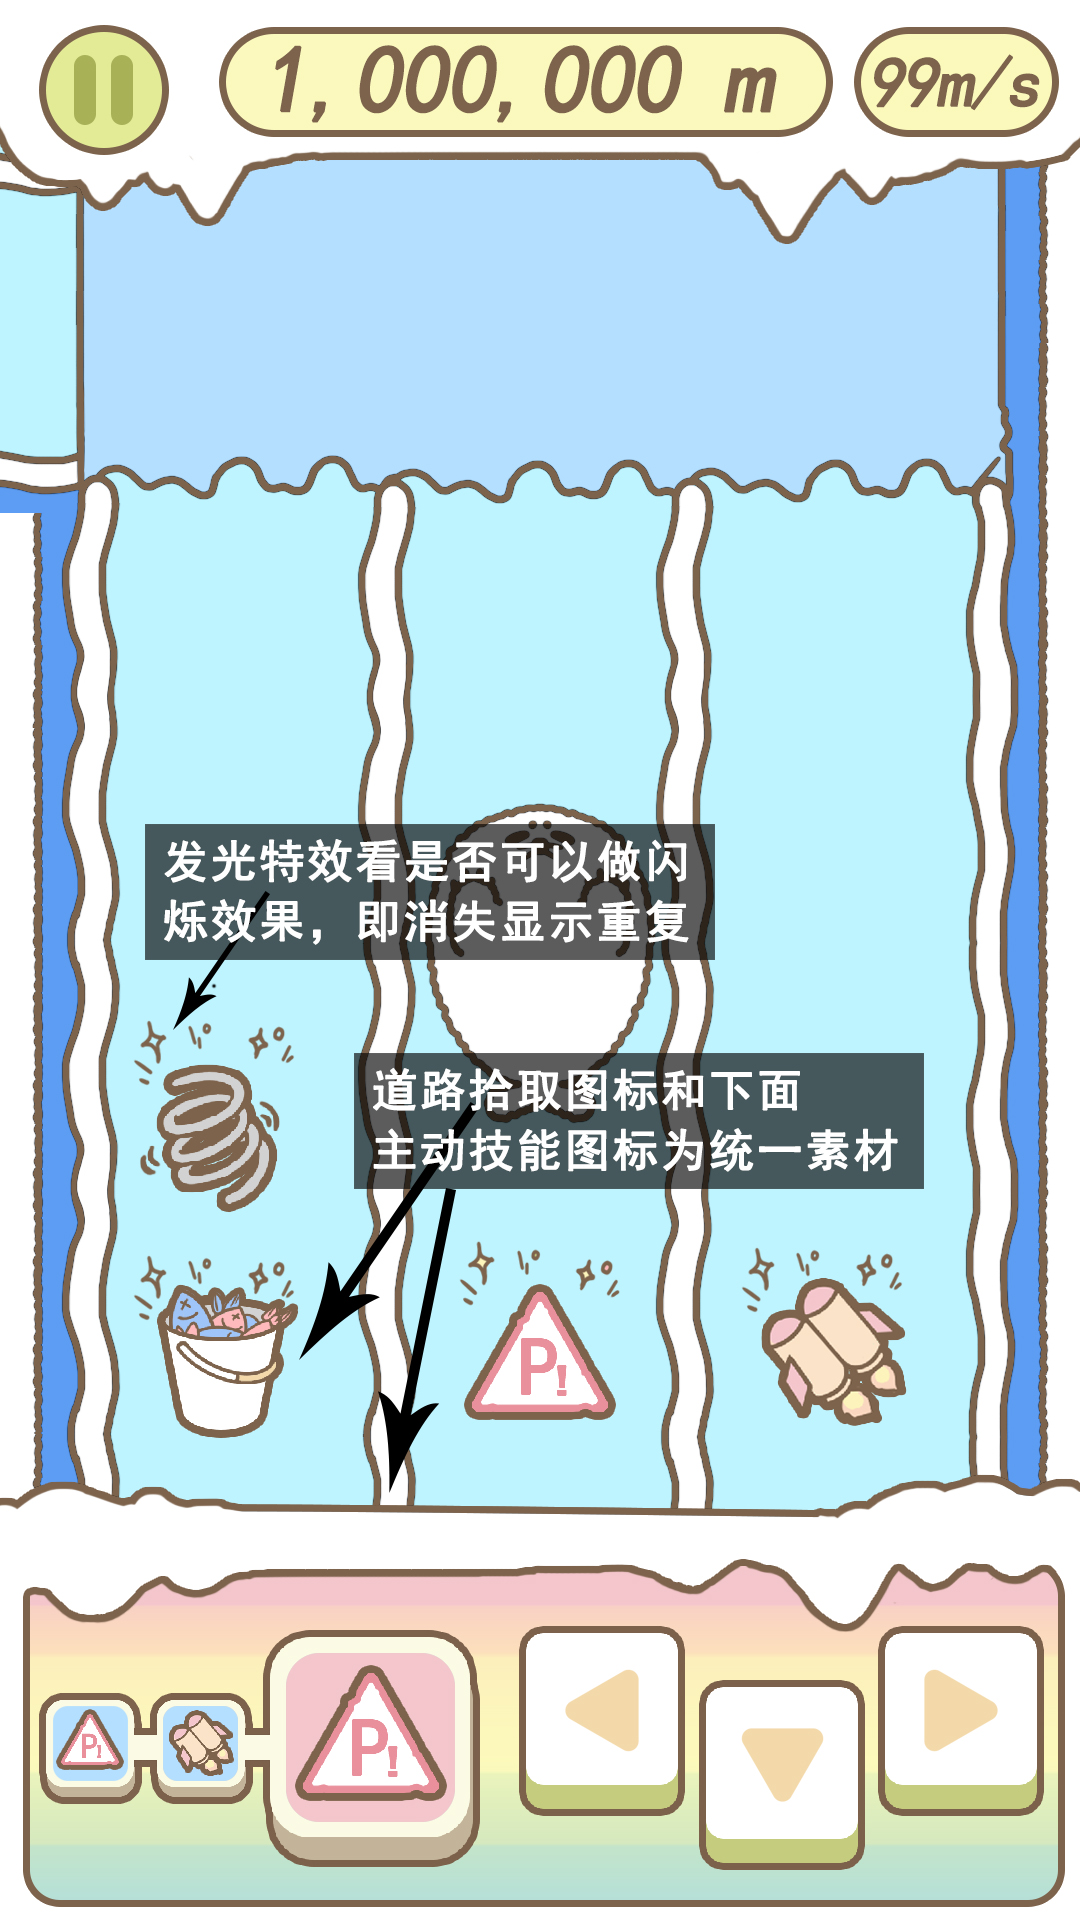 1,000,000 m
99m/s
发光特效看是否可以做闪
烁效果，即消失显示重复
道路拾取图标和下面
主动技能图标为统一素材
P!
P!
P!